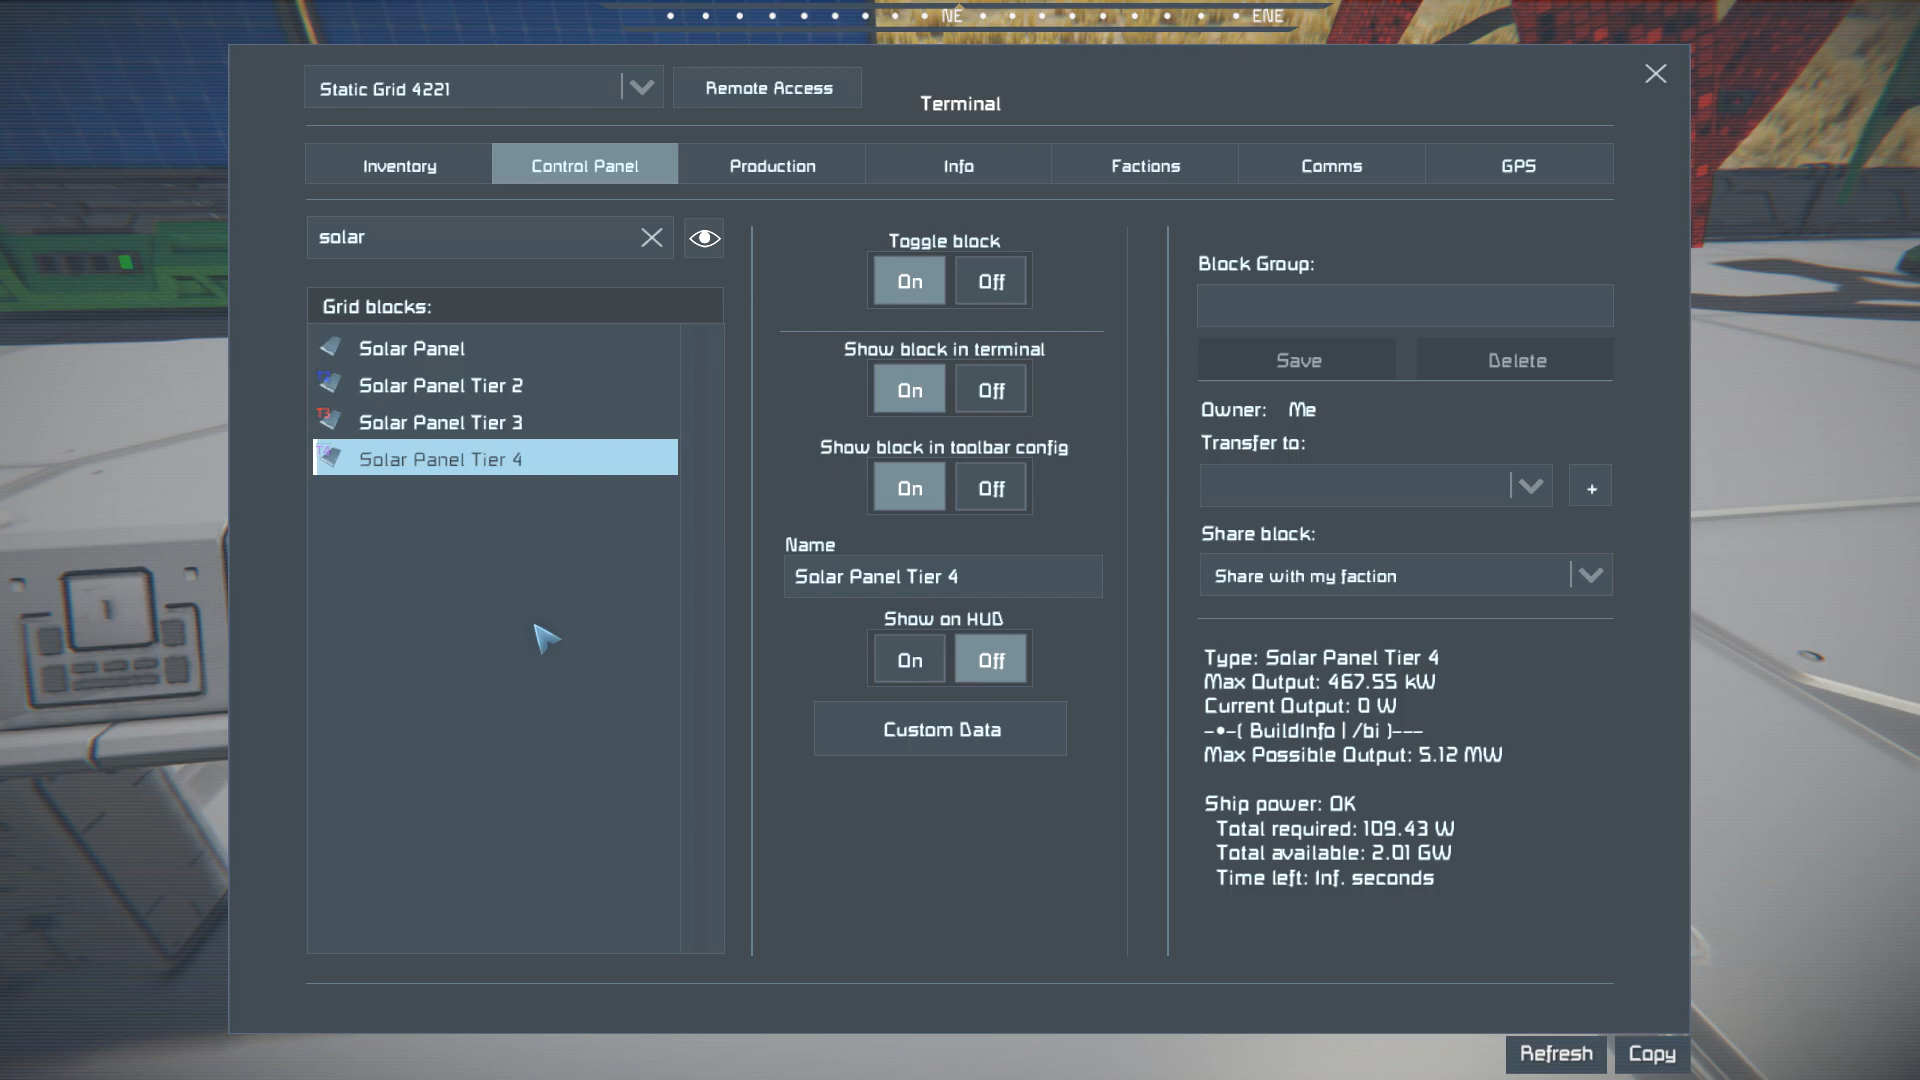 NE
ENE
Static Grid 4221
Remote Access
Terminal
Inventory
Control Panel
Production
Info
Factions
Comms
GPS
solar
Grid blocks:
Solar Panel
Solar Panel Tier 2
T3 Solar Panel Tier 3
Solar Panel Tier 4
Toggle block
On
Off
Show block in terminal
On
Off
Show block in toolbar config
On
Off
Name
Solar Panel Tier 4
Show on HUD
On
Off
Custom Data
Block Group:
Save
Delete
Owner: Me
Transfer to:
+
Share block:
Share with my faction
Type: Solar Panel Tier 4
Max Output: 467.55 kW
Current Output: 0 W
-•-( BuildInfo | /bi )---
Max Possible Output: 5.12 MW
Ship power: OK
Total required: 109.43 W
Total available: 2.01 GW
Time left: Inf. seconds
Refresh
Copy